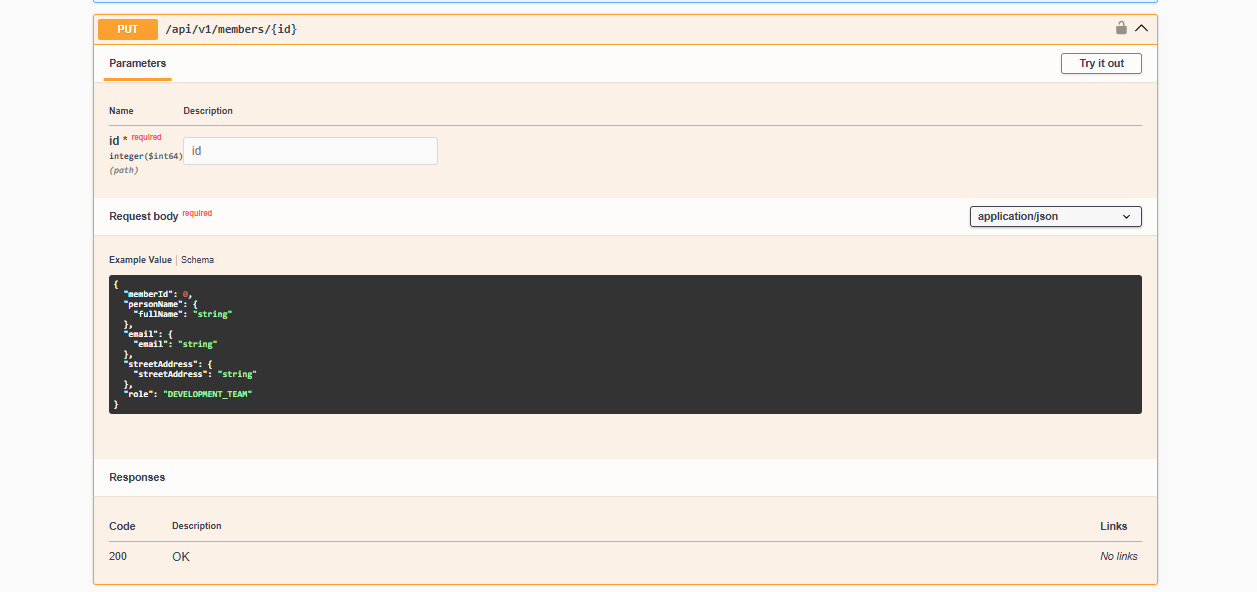 PUT /api/v1/members/{id}
Parameters
Try it out
Name Description
id * required
integer($int64)
(path)
id
Request body required
application/json
Example Value | Schema
{
"memberId": 0,
"personName": {
"fullName": "string"
},
"email": {
"email": "string"
},
"streetAddress": {
"streetAddress": "string"
},
"role": "DEVELOPMENT_TEAM"
}
Responses
Code Description Links
200 OK No links